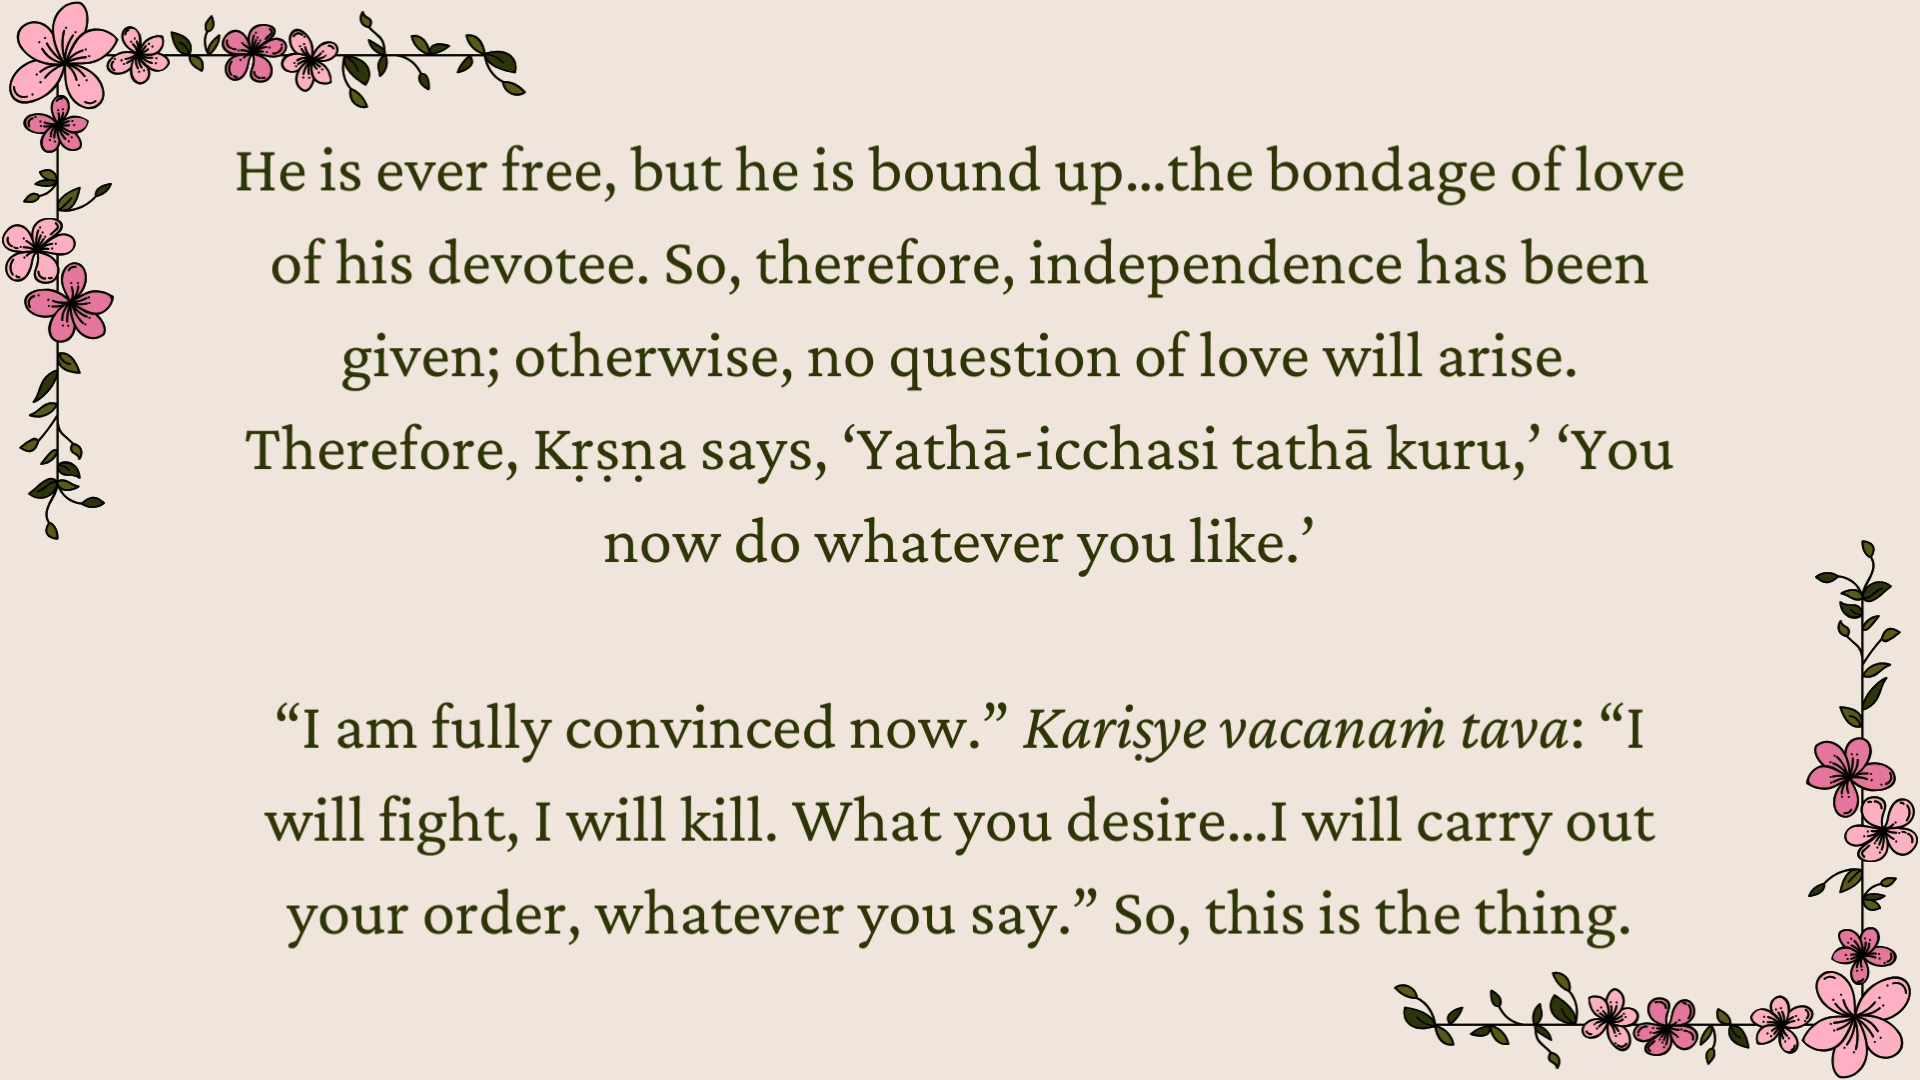 He is ever free, but he is bound up...the bondage of love
of his devotee. So, therefore, independence has been
given; otherwise, no question of love will arise.
Therefore, Kṛṣṇa says, ‘Yathā-icchasi tathā kuru,’ ‘You
now do whatever you like.’
“I am fully convinced now.” Kariṣye vacanaṁ tava: “I
will fight, I will kill. What you desire...I will carry out
your order, whatever you say.” So, this is the thing.